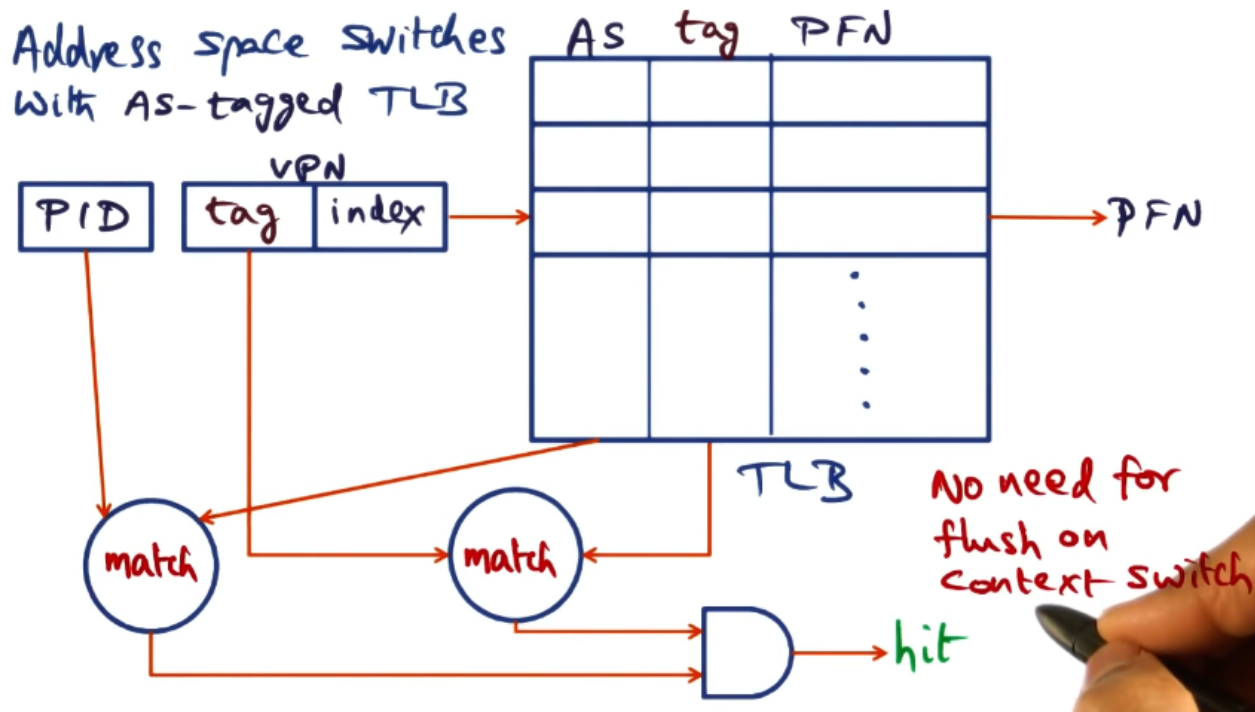 Address space switches
with AS-tagged TLB
AS tag PFN
VPN
PID tag index
PFN
TLB
match match
No need for
flush on
context switch
hit